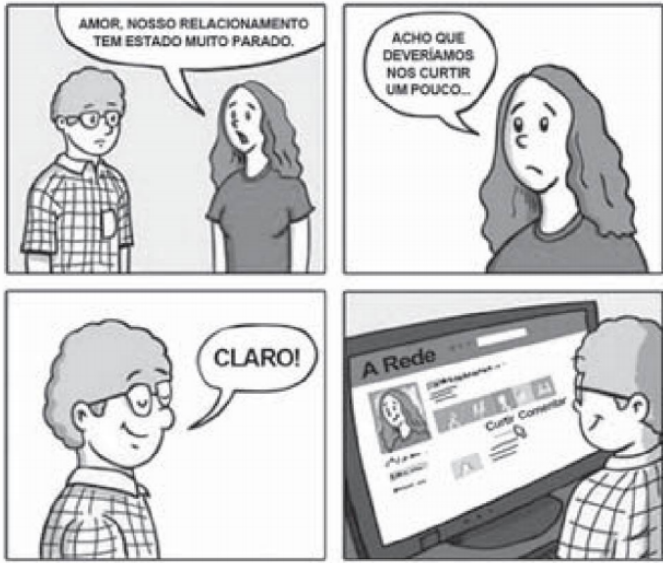 AMOR, NOSSO RELACIONAMENTO
TEM ESTADO MUITO PARADO.
ACHO QUE
DEVERÍAMOS
NOS CURTIR
UM POUCO...
CLARO!
A Rede
Curtir Comentar